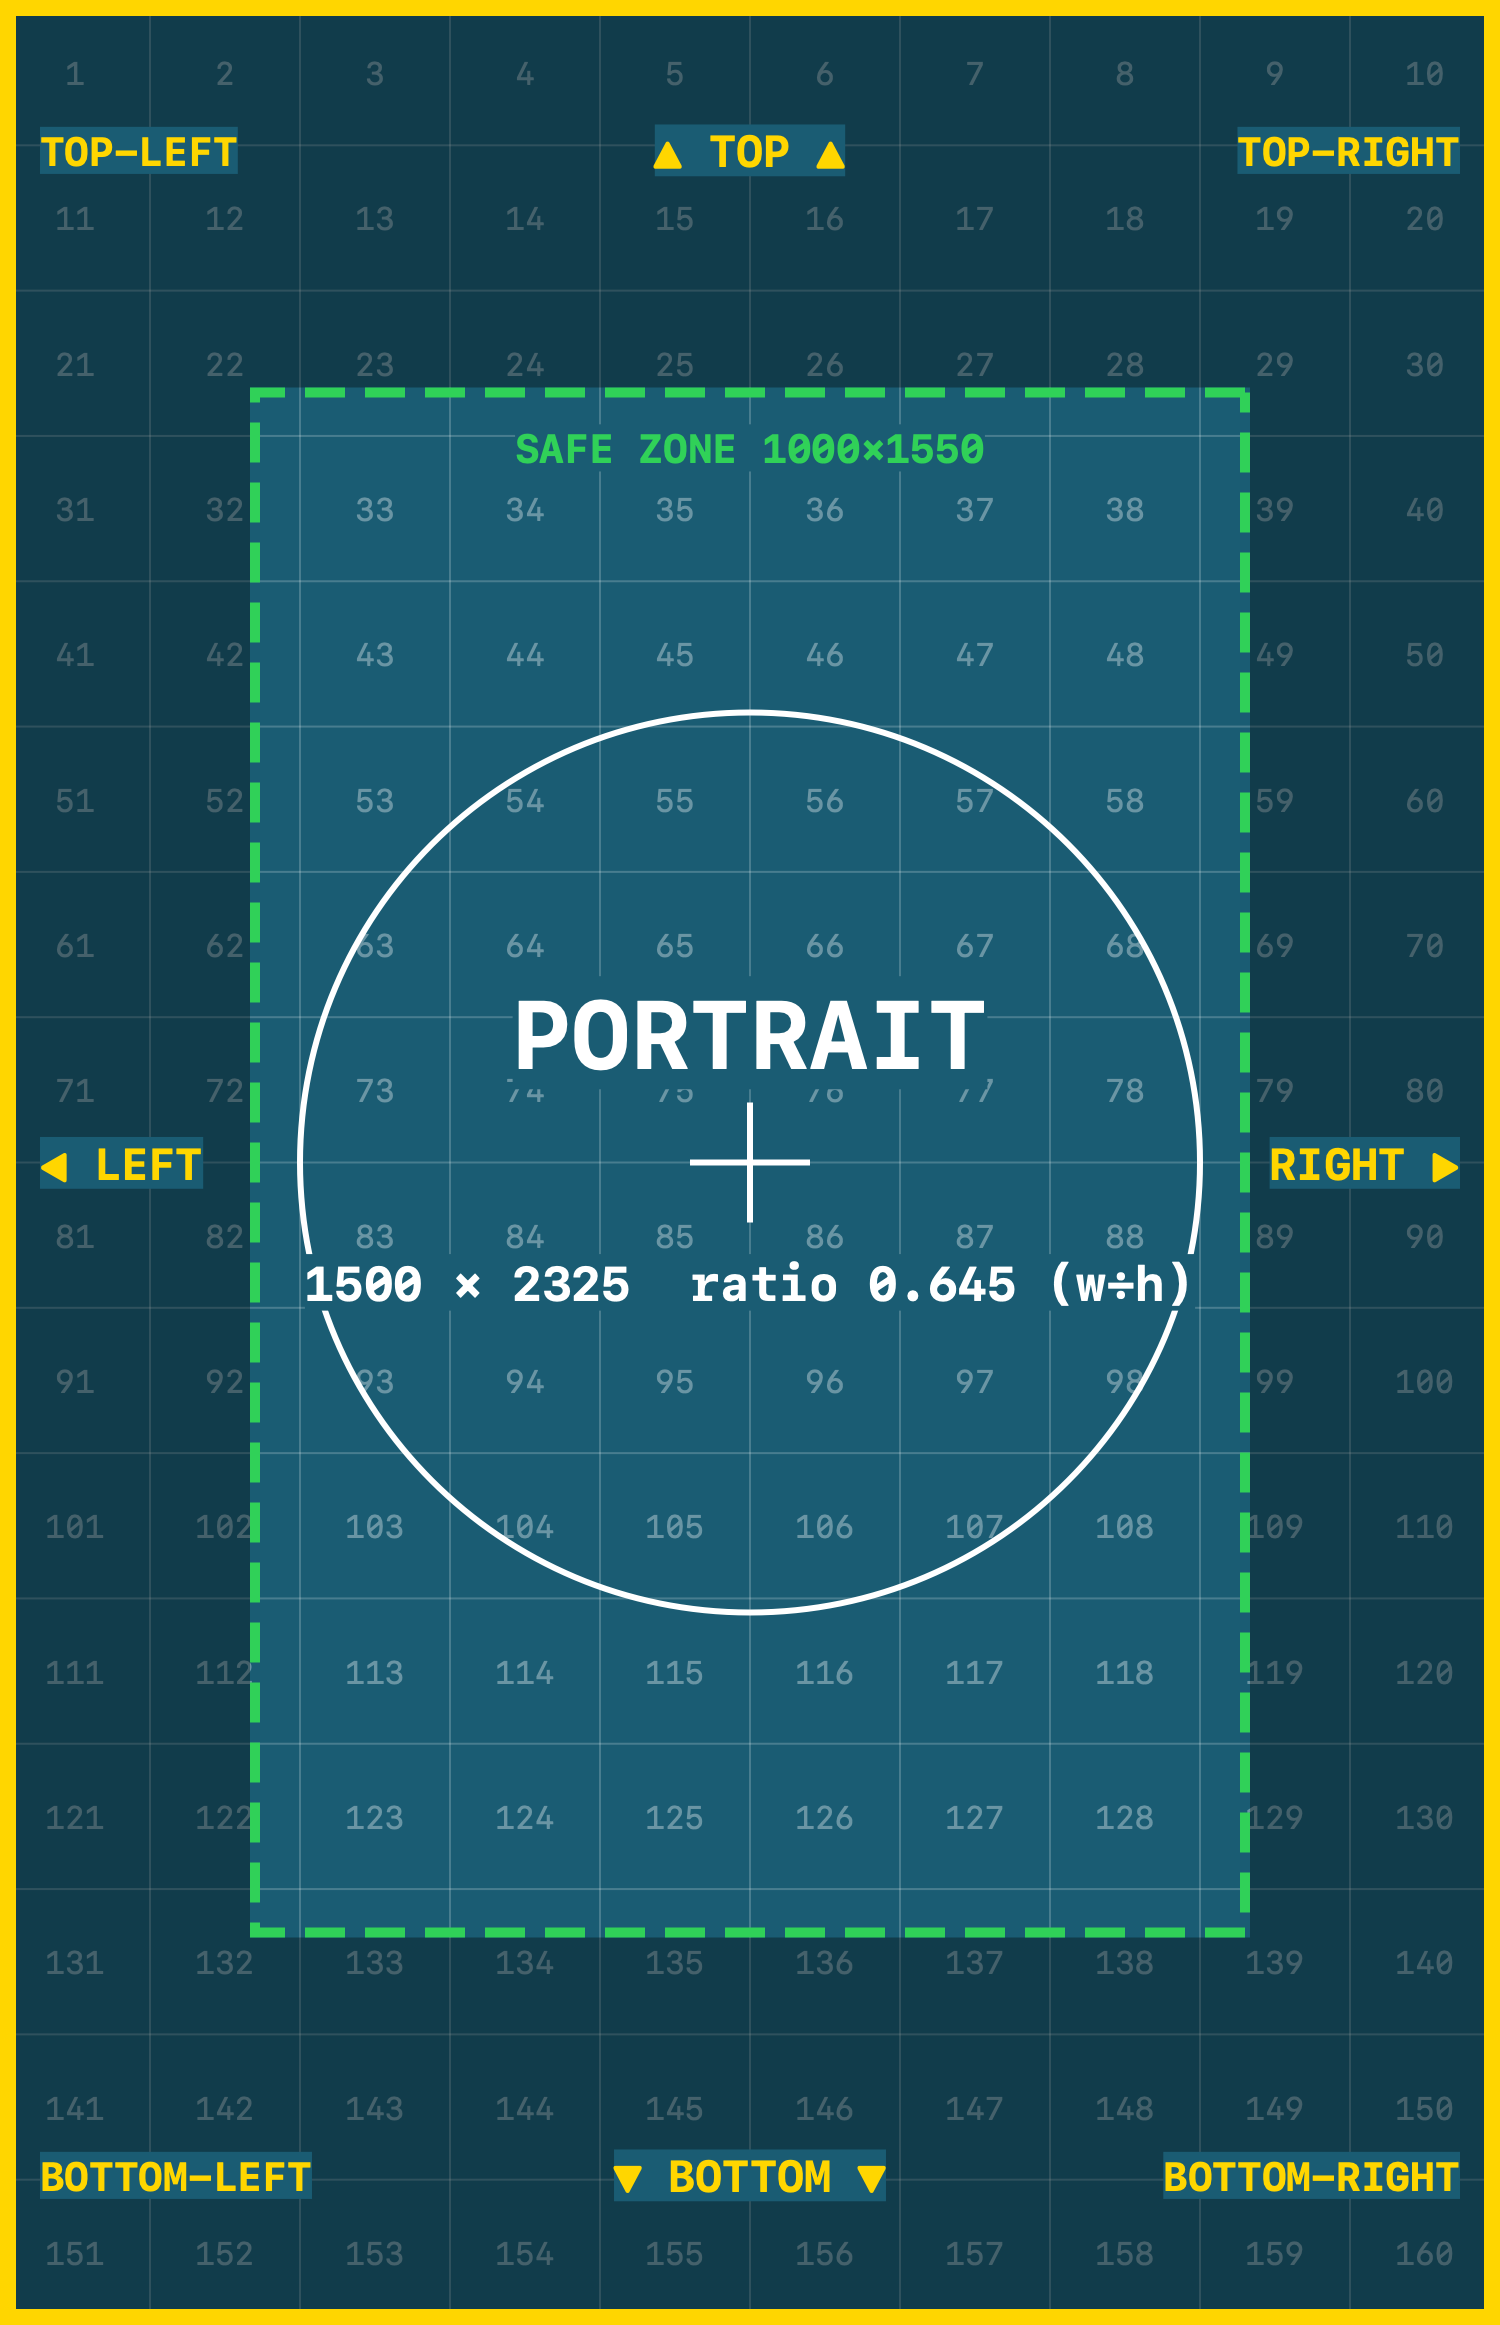 1 2 3 4 5 6 7 8 9 10
TOP-LEFT ▲ TOP ▲ TOP-RIGHT
11 12 13 14 15 16 17 18 19 20
21 22 23 24 25 26 27 28 29 30
SAFE ZONE 1000×1550
31 32 33 34 35 36 37 38 39 40
41 42 43 44 45 46 47 48 49 50
51 52 53 54 55 56 57 58 59 60
61 62 63 64 65 66 67 68 69 70
PORTRAIT
71 72 73 74 75 76 77 78 79 80
◀ LEFT RIGHT ▶
81 82 83 84 85 86 87 88 89 90
1500 × 2325 ratio 0.645 (w÷h)
91 92 93 94 95 96 97 98 99 100
101 102 103 104 105 106 107 108 109 110
111 112 113 114 115 116 117 118 119 120
121 122 123 124 125 126 127 128 129 130
131 132 133 134 135 136 137 138 139 140
141 142 143 144 145 146 147 148 149 150
BOTTOM-LEFT ▼ BOTTOM ▼ BOTTOM-RIGHT
151 152 153 154 155 156 157 158 159 160